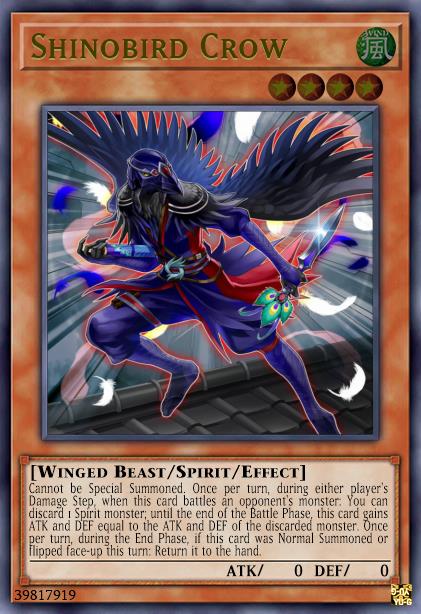 Shinobird Crow
WIND
風
[Winged Beast/Spirit/Effect]
Cannot be Special Summoned. Once per turn, during either player's
Damage Step, when this card battles an opponent's monster: You can
discard 1 Spirit monster; until the end of the Battle Phase, this card gains
ATK and DEF equal to the ATK and DEF of the discarded monster. Once
per turn, during the End Phase, if this card was Normal Summoned or
flipped face-up this turn: Return it to the hand.
ATK/ 0 DEF/ 0
39817919